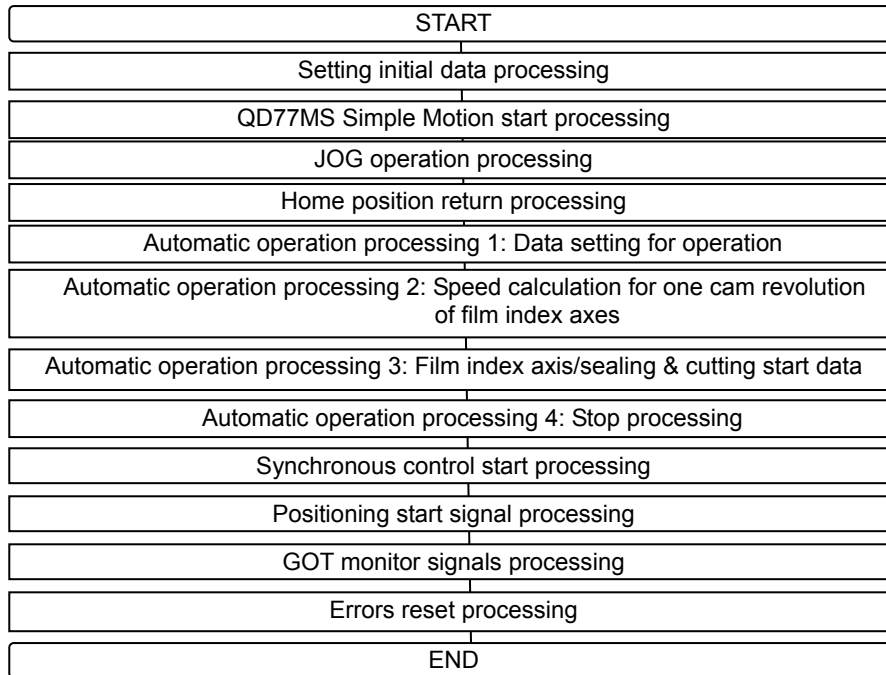 START
Setting initial data processing
QD77MS Simple Motion start processing
JOG operation processing
Home position return processing
Automatic operation processing 1: Data setting for operation
Automatic operation processing 2: Speed calculation for one cam revolution
of film index axes
Automatic operation processing 3: Film index axis/sealing & cutting start data
Automatic operation processing 4: Stop processing
Synchronous control start processing
Positioning start signal processing
GOT monitor signals processing
Errors reset processing
END